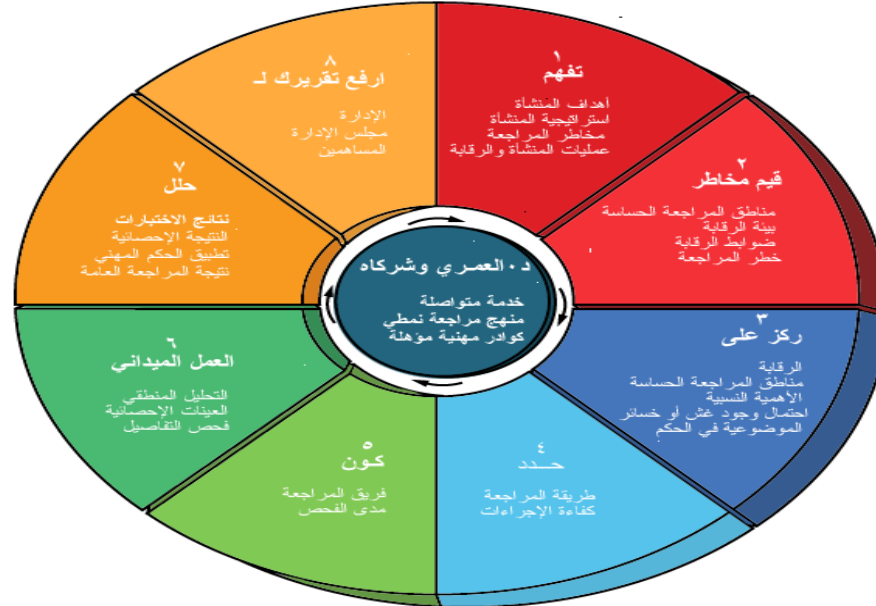 ١
تفهم
أهداف المنشأة
استراتيجية المنشأة
مخاطر المراجعة
عمليات المنشأة والرقابة
٢
قيم مخاطر
مناطق المراجعة الحساسة
بيئة الرقابة
ضوابط الرقابة
خطر المراجعة
٣
ركز على
الرقابة
مناطق المراجعة الحساسة
الأهمية النسبية
احتمال وجود غش أو خسائر
الموضوعية في الحكم
٤
حـــدد
طريقة المراجعة
كفاءة الإجراءات
٥
كـون
فريق المراجعة
مدى الفحص
٦
العمل الميداني
التحليل المنطقي
العينات الإحصائية
فحص التفاصيل
٧
حلل
نتائج الاختبارات
النتيجة الإحصائية
تطبيق الحكم المهني
نتيجة المراجعة العامة
٨
ارفع تقريرك لـ
الإدارة
مجلس الإدارة
المساهمين
د٠العمـري وشركاه
خدمة متواصلة
منهج مراجعة نمطي
كوادر مهنية مؤهلة